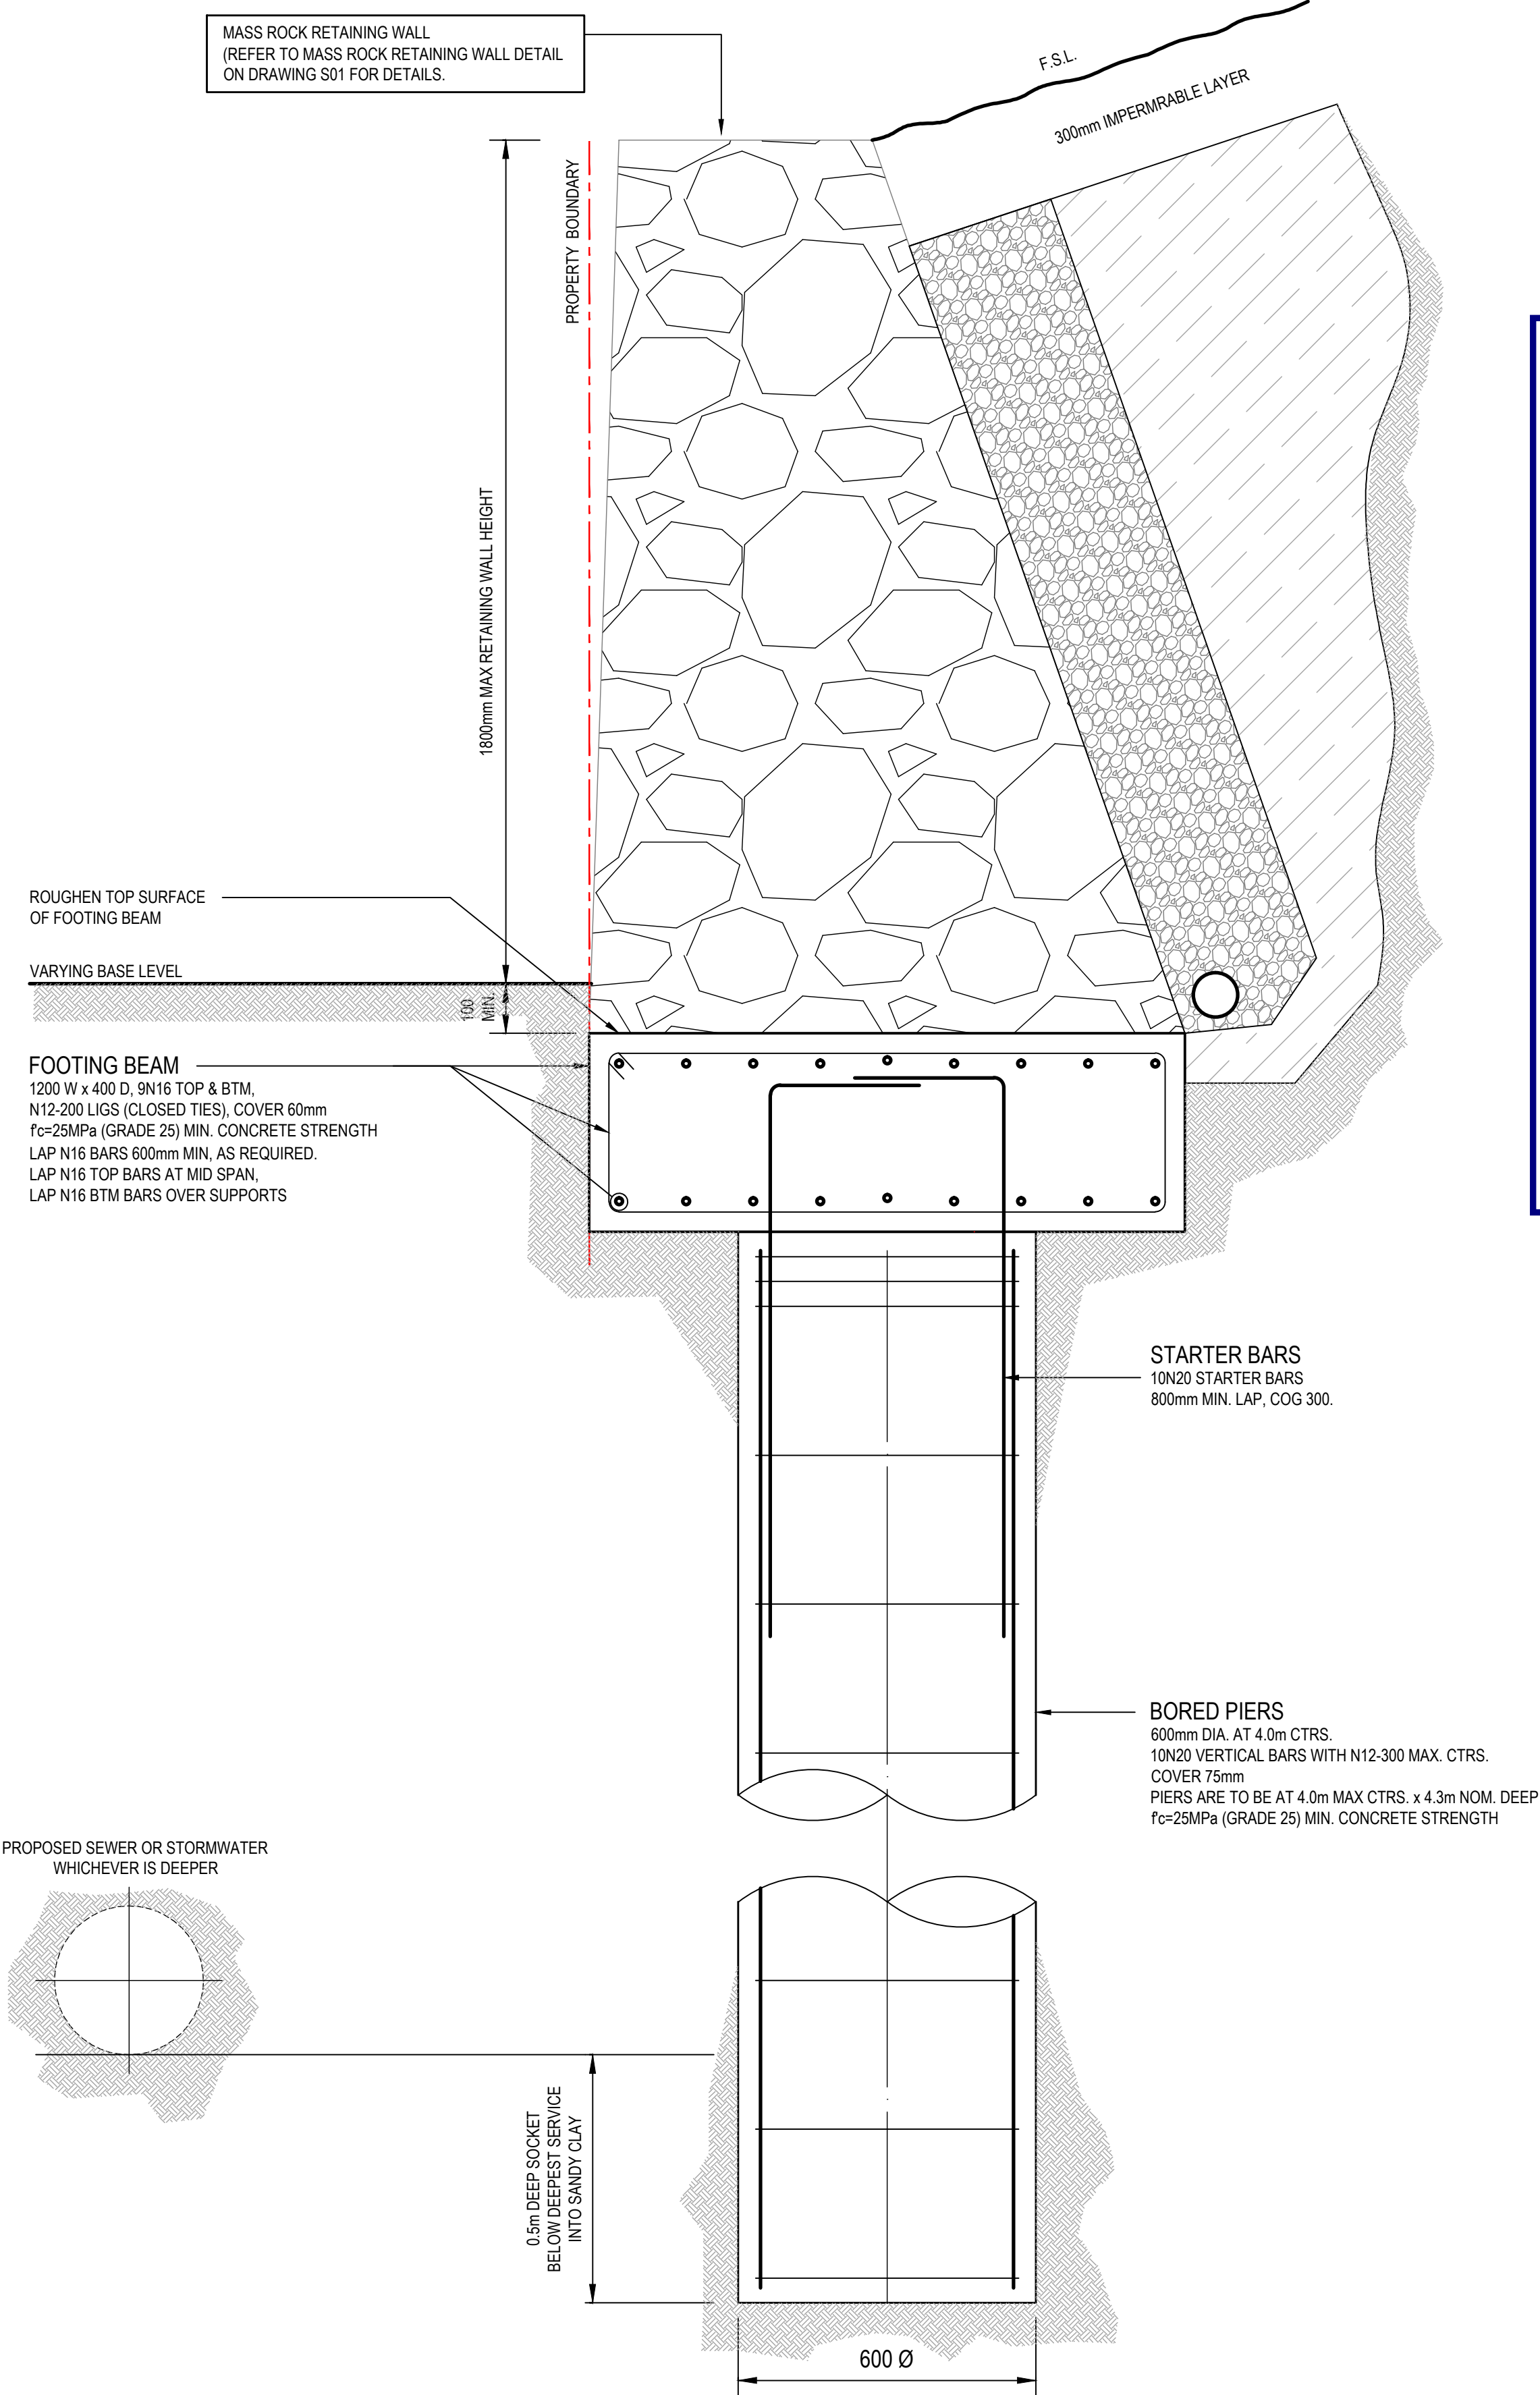 MASS ROCK RETAINING WALL
(REFER TO MASS ROCK RETAINING WALL DETAIL
ON DRAWING S01 FOR DETAILS.
F.S.L.
300mm IMPERMRABLE LAYER
PROPERTY BOUNDARY
1800mm MAX RETAINING WALL HEIGHT
ROUGHEN TOP SURFACE
OF FOOTING BEAM
VARYING BASE LEVEL
100
MIN.
FOOTING BEAM
1200 W x 400 D, 9N16 TOP & BTM,
N12-200 LIGS (CLOSED TIES), COVER 60mm
f'c=25MPa (GRADE 25) MIN. CONCRETE STRENGTH
LAP N16 BARS 600mm MIN, AS REQUIRED.
LAP N16 TOP BARS AT MID SPAN,
LAP N16 BTM BARS OVER SUPPORTS
STARTER BARS
10N20 STARTER BARS
800mm MIN. LAP, COG 300.
BORED PIERS
600mm DIA. AT 4.0m CTRS.
10N20 VERTICAL BARS WITH N12-300 MAX. CTRS.
COVER 75mm
PIERS ARE TO BE AT 4.0m MAX CTRS. x 4.3m NOM. DEEP
f'c=25MPa (GRADE 25) MIN. CONCRETE STRENGTH
PROPOSED SEWER OR STORMWATER
WHICHEVER IS DEEPER
0.5m DEEP SOCKET
BELOW DEEPEST SERVICE
INTO SANDY CLAY
600 Ø